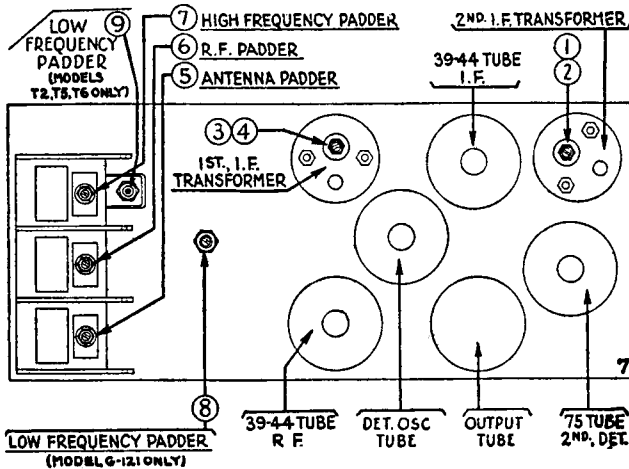 LOW
FREQUENCY
PADDER
(MODELS
T2,T5,T6 ONLY)
9
7 HIGH FREQUENCY PADDER
6 R.F. PADDER
5 ANTENNA PADDER
2ND. I.F. TRANSFORMER
1
2
39-44 TUBE
I.F.
3 4
1ST., I.F.
TRANSFORMER
7
8
LOW FREQUENCY PADDER
(MODEL G-121 ONLY)
39-44 TUBE
R F.
DET. OSC
TUBE
OUTPUT
TUBE
75 TUBE
2ND., DET.